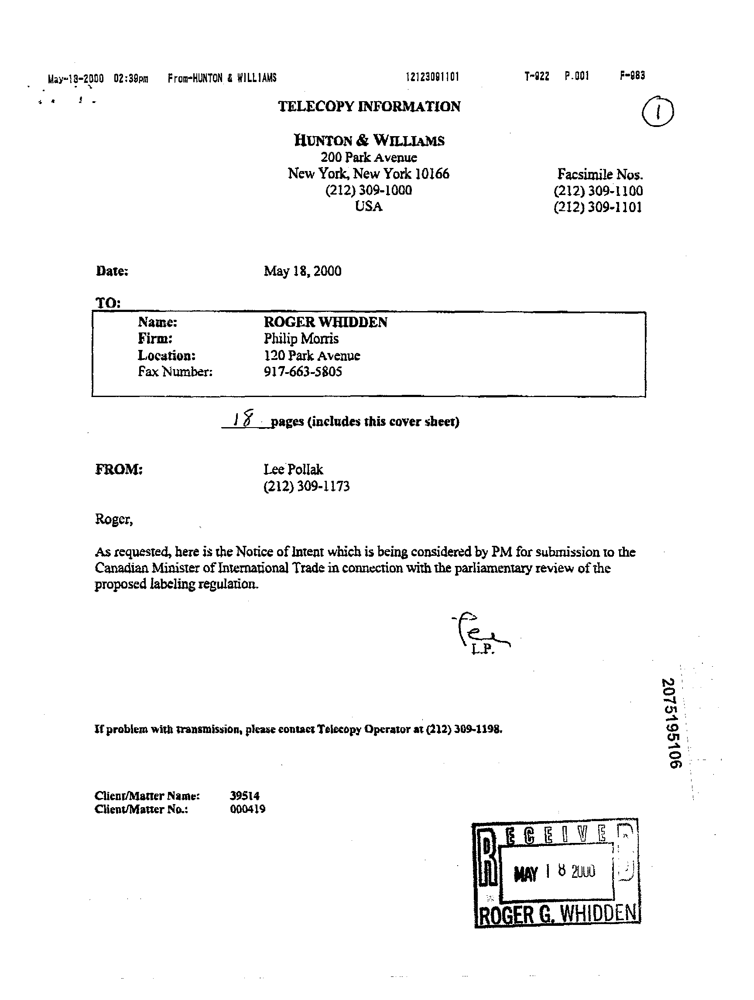 May-18-2000 02:38pm From-HUNTON & WILLIAMS 12123091101 T-922 P.001 F-983
1
TELECOPY INFORMATION
HUNTON & WILLIAMS
200 Park Avenue
New York, New York 10166 Facsimile Nos.
(212) 309-1000 (212) 309-1100
USA (212) 309-1101
Date: May 18, 2000
TO:
Name: ROGER WHIDDEN
Firm: Philip Morris
Location: 120 Park Avenue
Fax Number: 917-663-5805
18 pages (includes this cover sheet)
FROM: Lee Pollak
(212) 309-1173
Roger,
As requested, here is the Notice of Intent which is being considered by PM for submission to the
Canadian Minister of International Trade in connection with the parliamentary review of the
proposed labeling regulation.
Lee
L.P.
2075195106
If problem with transmission, please contact Telecopy Operator at (212) 309-1198.
Client/Matter Name: 39514
Client/Matter No.: 000419
RECEIVED
MAY 18 2000
ROGER G. WHIDDEN